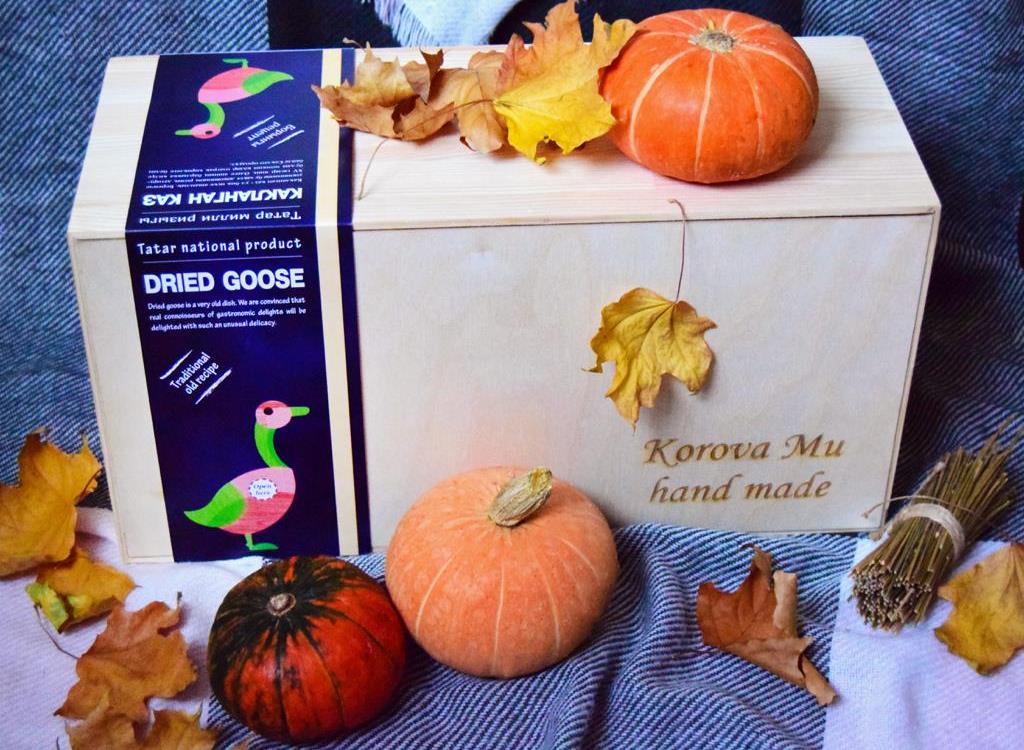 Борынгы
рецепт
КАКЛАНГАН КАЗ
Татар милли ризыгы
Tatar national product
DRIED GOOSE
Dried goose is a very old dish. We are convinced that
real connoisseurs of gastronomic delights will be
delighted with such an unusual delicacy.
Traditional
old recipe
Open
here
Korova Mu
hand made